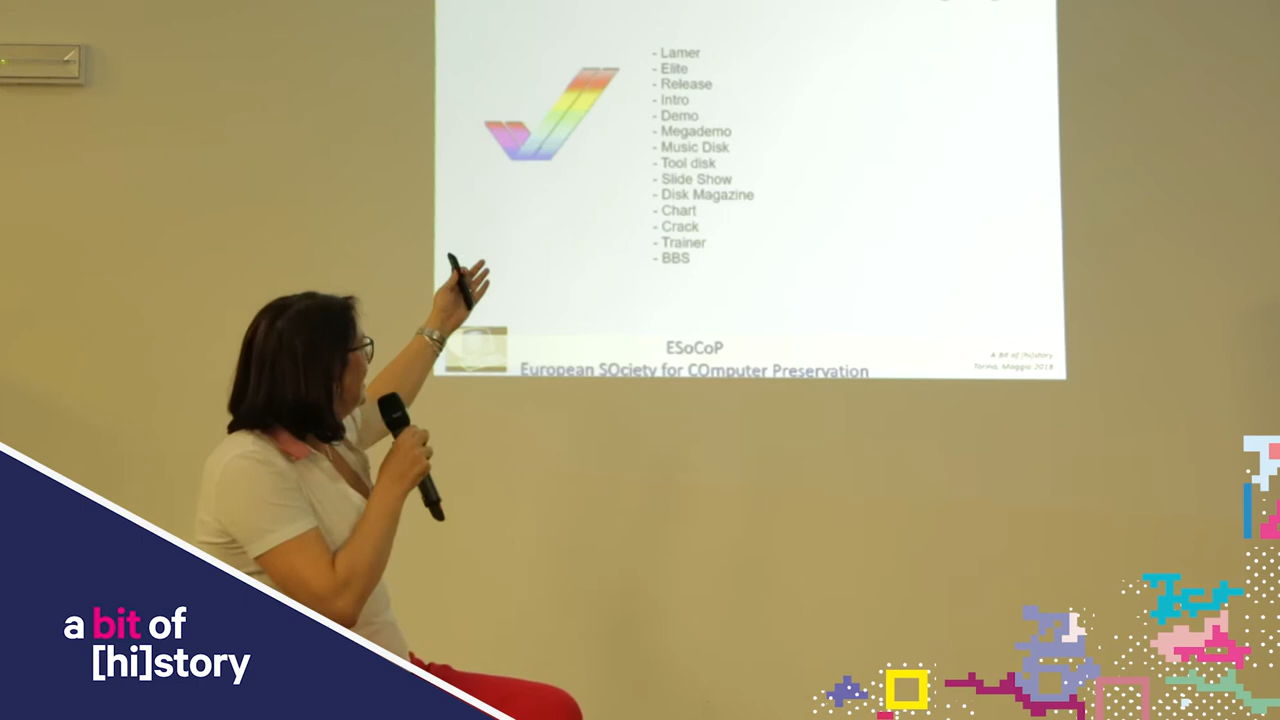 - Lamer
- Elite
- Release
- Intro
- Demo
- Megademo
- Music Disk
- Tool disk
- Slide Show
- Disk Magazine
- Chart
- Crack
- Trainer
- BBS
ESoCoP
European SOciety for COmputer Preservation
A Bit of [hi]story
Torino, Maggio 2018
a bit of
[hi]story